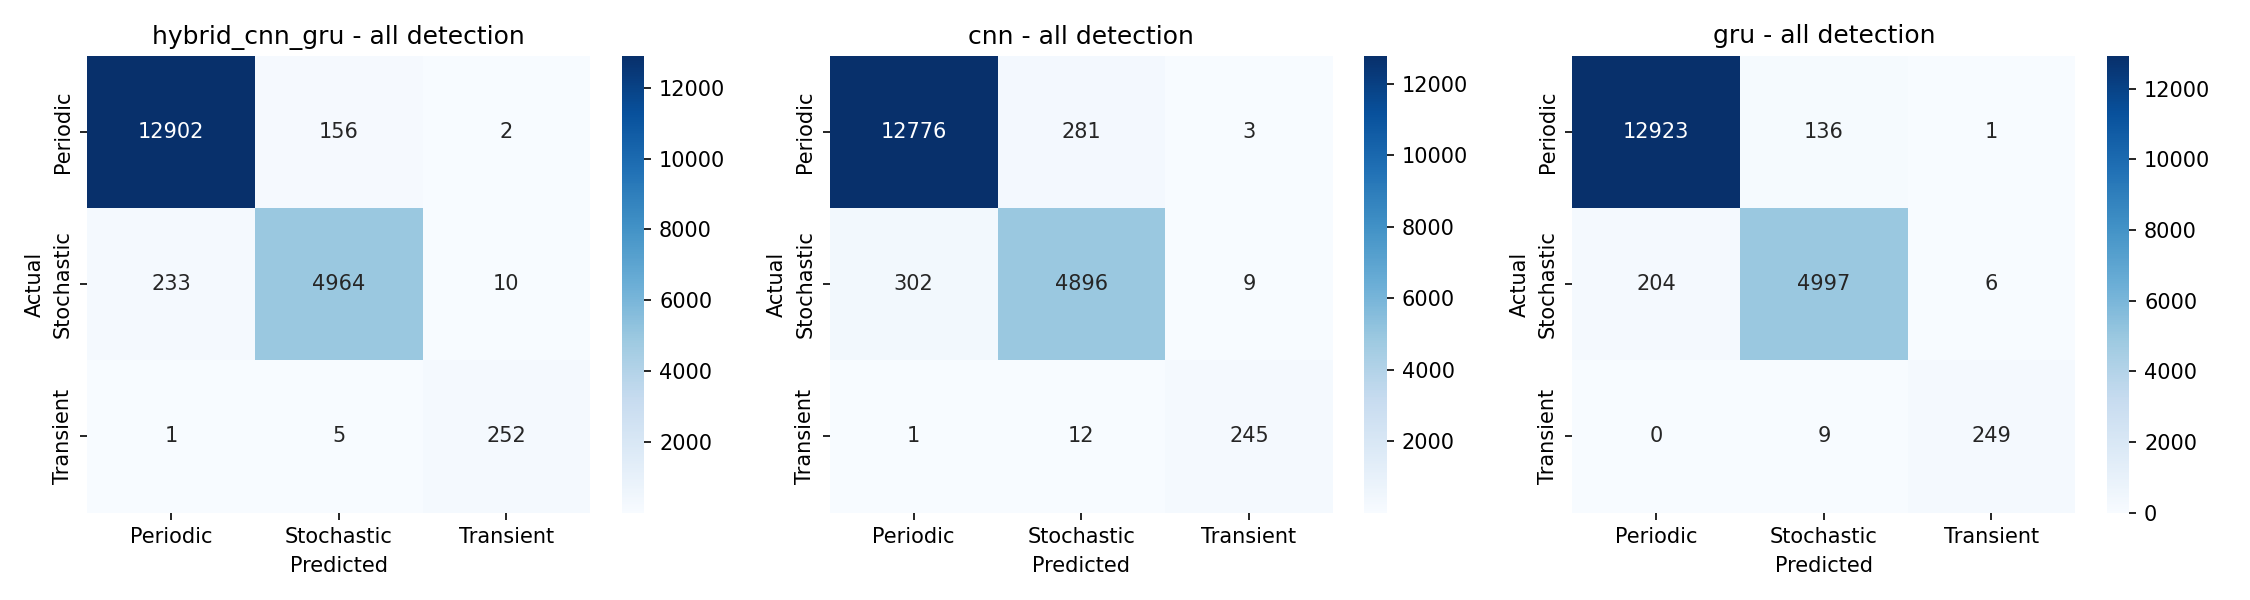 hybrid_cnn_gru - all detection
Periodic
12902
156
2
Actual
Stochastic
233
4964
10
Transient
1
5
252
Periodic
Stochastic
Transient
Predicted
12000
10000
8000
6000
4000
2000
cnn - all detection
Periodic
12776
281
3
Actual
Stochastic
302
4896
9
Transient
1
12
245
Periodic
Stochastic
Transient
Predicted
12000
10000
8000
6000
4000
2000
gru - all detection
Periodic
12923
136
1
Actual
Stochastic
204
4997
6
Transient
0
9
249
Periodic
Stochastic
Transient
Predicted
12000
10000
8000
6000
4000
2000
0